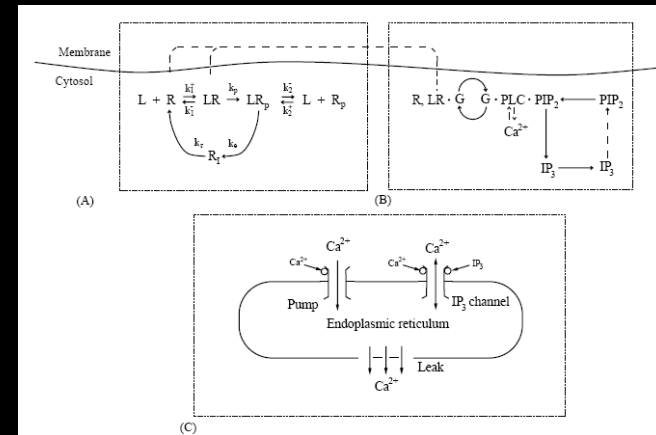 Membrane
Cytosol
k₁⁺ kₚ k₂⁻
L + R ⇌ LR → LRₚ ⇌ L + Rₚ
k₁⁻ k₂⁺
kᵣ kₑ
R_I
(A)
R, LR · G G · PLC · PIP₂ ← PIP₂
Ca²⁺
IP₃ → IP₃
(B)
Ca²⁺ Ca²⁺
Ca²⁺ Ca²⁺ IP₃
Pump IP₃ channel
Endoplasmic reticulum
Leak
Ca²⁺
(C)